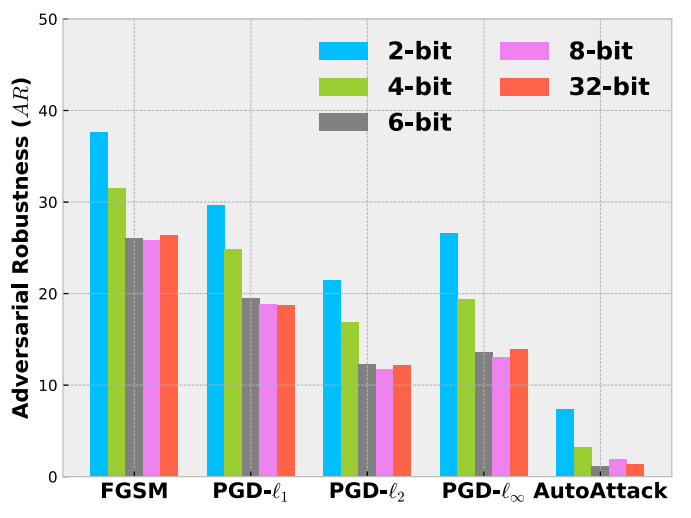 50
40
30
20
10
0
Adversarial Robustness (AR)
2-bit
4-bit
6-bit
8-bit
32-bit
FGSM
PGD-ℓ₁
PGD-ℓ₂
PGD-ℓ∞
AutoAttack